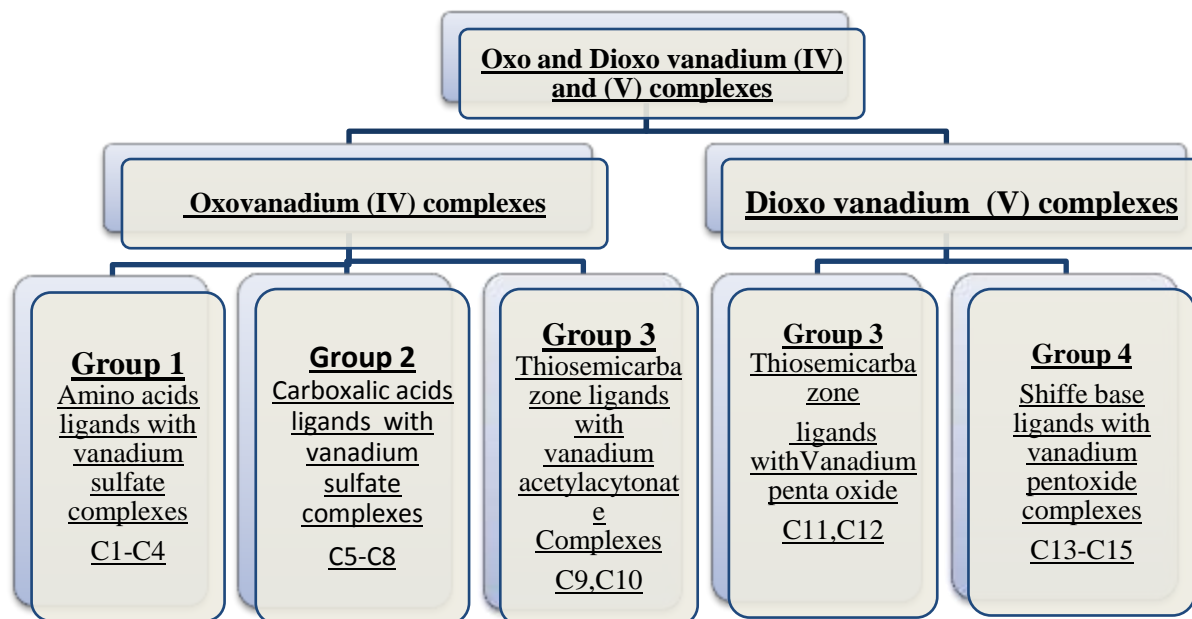 Oxo and Dioxo vanadium (IV)
and (V) complexes
Oxovanadium (IV) complexes
Dioxo vanadium (V) complexes
Group 1
Amino acids
ligands with
vanadium
sulfate
complexes
C1-C4
Group 2
Carboxalic acids
ligands with
vanadium
sulfate
complexes
C5-C8
Group 3
Thiosemicarba
zone ligands
with
vanadium
acetylacytonat
e
Complexes
C9,C10
Group 3
Thiosemicarba
zone
ligands
withVanadium
penta oxide
C11,C12
Group 4
Shiffe base
ligands with
vanadium
pentoxide
complexes
C13-C15